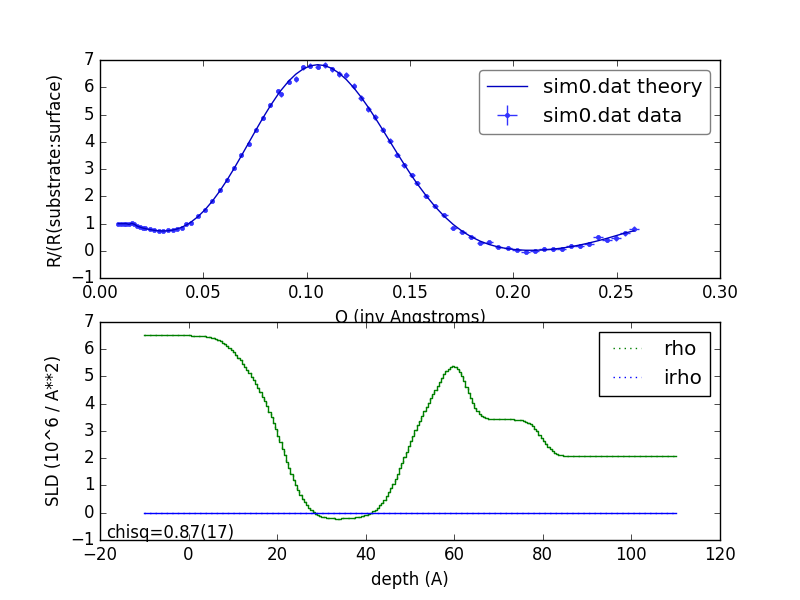 7
6
5
4
3
2
1
0
−1
R/(R(substrate:surface)
sim0.dat theory
sim0.dat data
0.00 0.05 0.10 0.15 0.20 0.25 0.30
Q (inv Angstroms)
7
6
5
4
3
2
1
0
−1
SLD (10^6 / A**2)
rho
irho
chisq=0.87(17)
−20 0 20 40 60 80 100 120
depth (A)